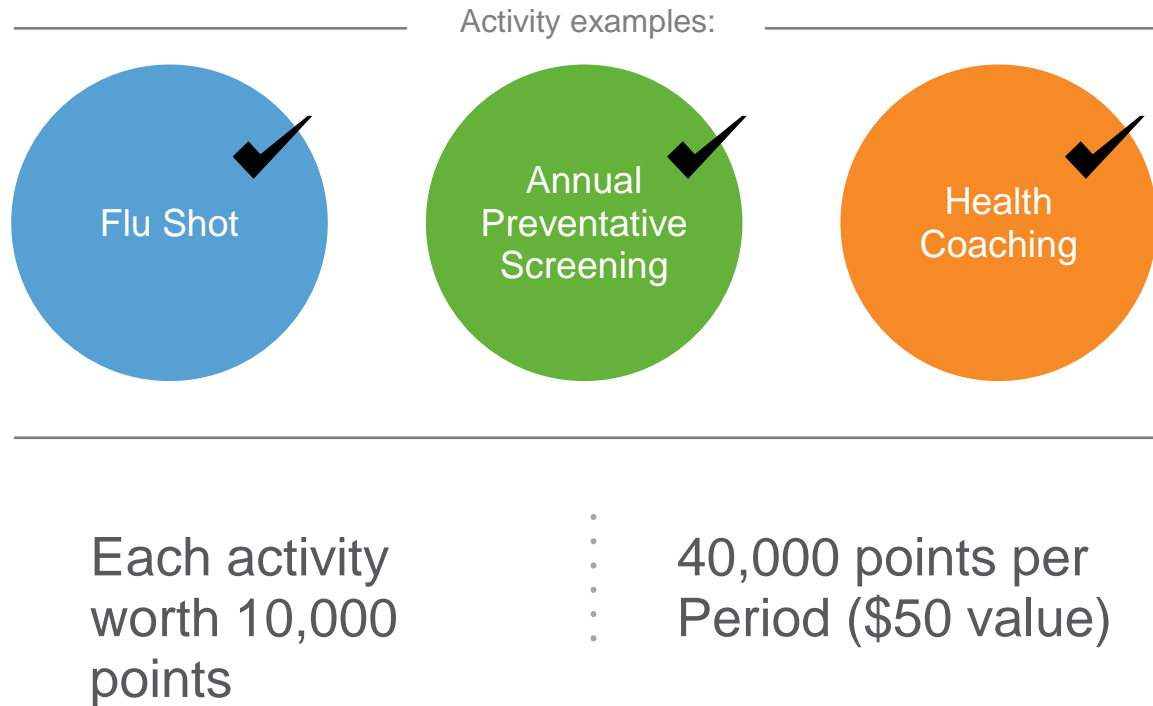 Activity examples:
Flu Shot
Annual
Preventative
Screening
Health
Coaching
Each activity
worth 10,000
points
40,000 points per
Period ($50 value)